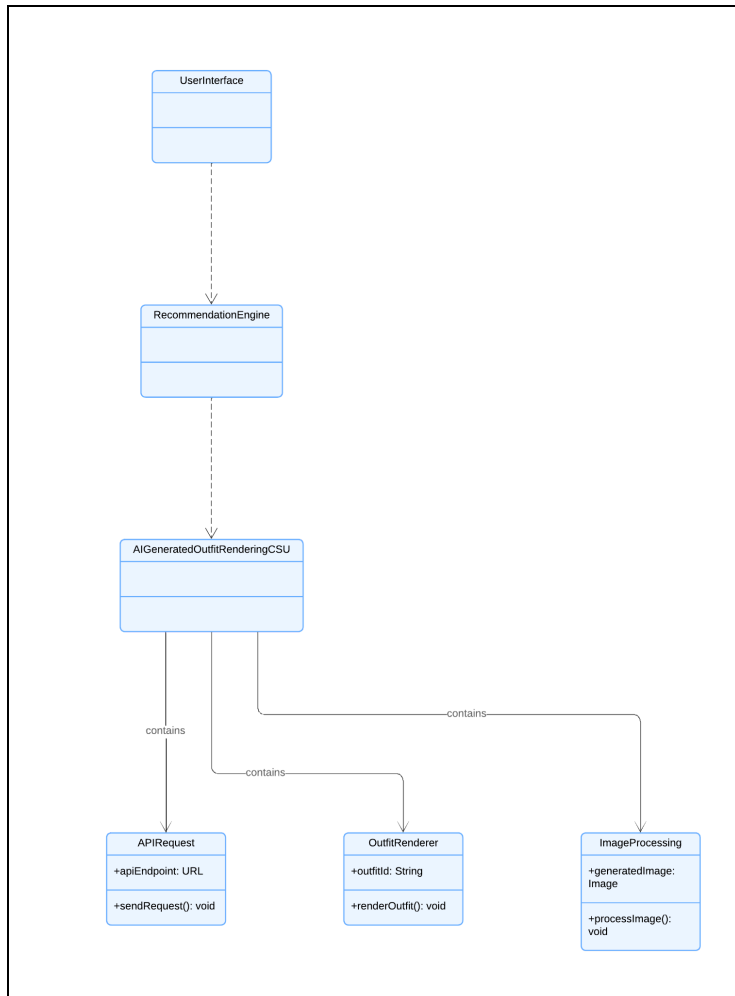 UserInterface
RecommendationEngine
AIGeneratedOutfitRenderingCSU
contains
contains
contains
APIRequest
+apiEndpoint: URL
+sendRequest(): void
OutfitRenderer
+outfitId: String
+renderOutfit(): void
ImageProcessing
+generatedImage:
Image
+processImage():
void